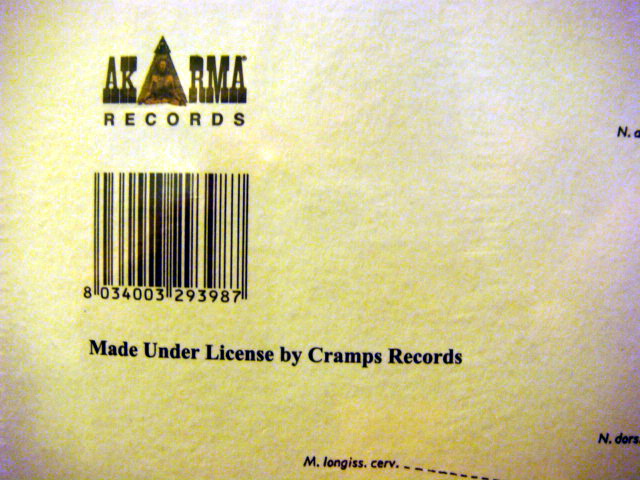 AKARMA
RECORDS
N.
8 034003 293987
Made Under License by Cramps Records
N. dors.
M. longiss. cerv.